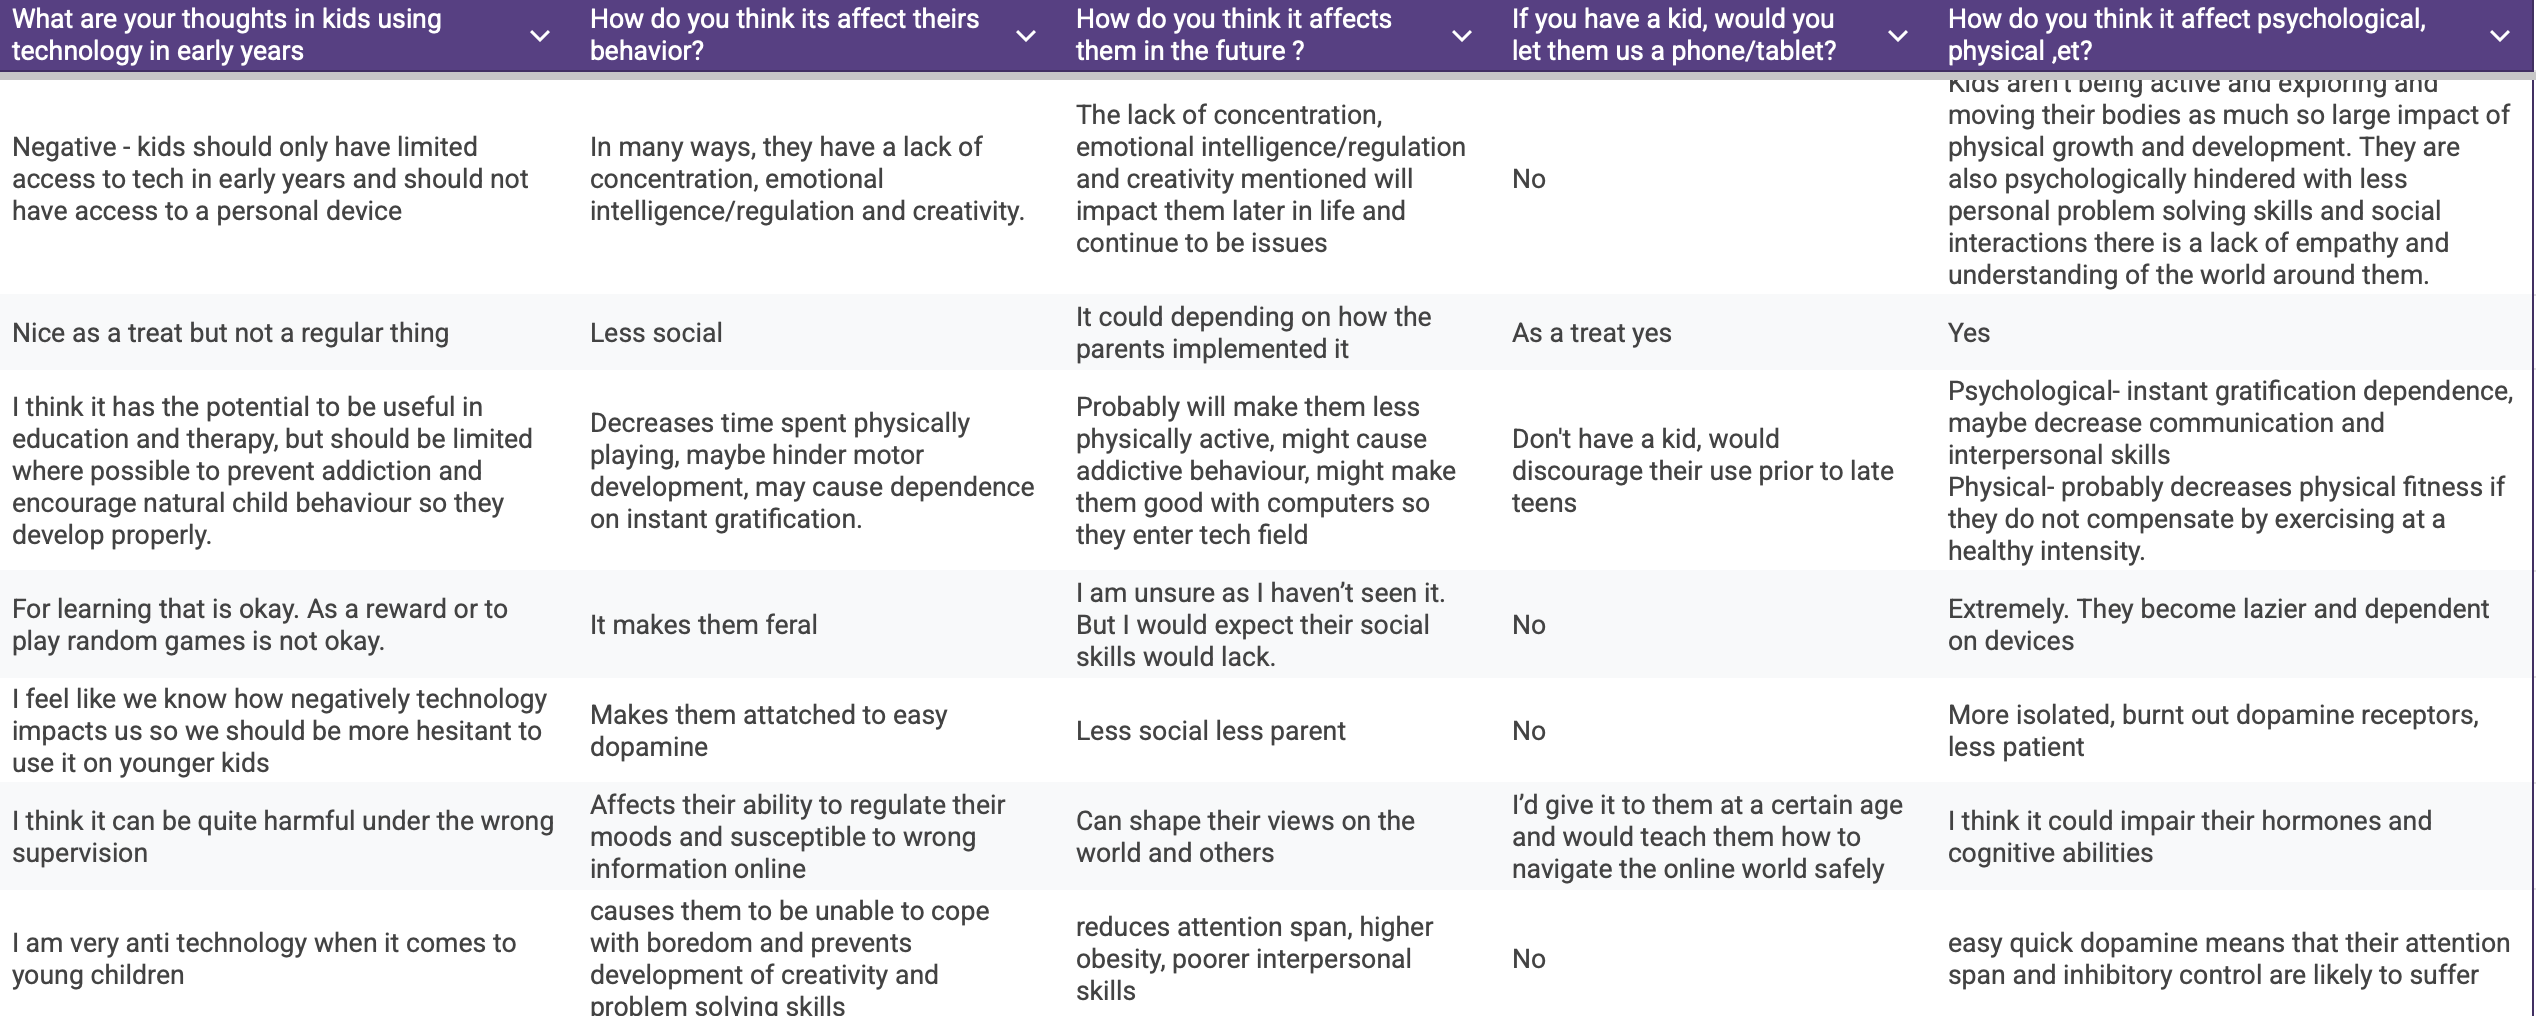 What are your thoughts in kids using
technology in early years
How do you think its affect theirs
behavior?
How do you think it affects
them in the future ?
If you have a kid, would you
let them us a phone/tablet?
How do you think it affect psychological,
physical ,et?
Negative - kids should only have limited
access to tech in early years and should not
have access to a personal device
In many ways, they have a lack of
concentration, emotional
intelligence/regulation and creativity.
The lack of concentration,
emotional intelligence/regulation
and creativity mentioned will
impact them later in life and
continue to be issues
No
Kids aren't being active and exploring and
moving their bodies as much so large impact of
physical growth and development. They are
also psychologically hindered with less
personal problem solving skills and social
interactions there is a lack of empathy and
understanding of the world around them.
Nice as a treat but not a regular thing
Less social
It could depending on how the
parents implemented it
As a treat yes
Yes
I think it has the potential to be useful in
education and therapy, but should be limited
where possible to prevent addiction and
encourage natural child behaviour so they
develop properly.
Decreases time spent physically
playing, maybe hinder motor
development, may cause dependence
on instant gratification.
Probably will make them less
physically active, might cause
addictive behaviour, might make
them good with computers so
they enter tech field
Don't have a kid, would
discourage their use prior to late
teens
Psychological- instant gratification dependence,
maybe decrease communication and
interpersonal skills
Physical- probably decreases physical fitness if
they do not compensate by exercising at a
healthy intensity.
For learning that is okay. As a reward or to
play random games is not okay.
It makes them feral
I am unsure as I haven’t seen it.
But I would expect their social
skills would lack.
No
Extremely. They become lazier and dependent
on devices
I feel like we know how negatively technology
impacts us so we should be more hesitant to
use it on younger kids
Makes them attatched to easy
dopamine
Less social less parent
No
More isolated, burnt out dopamine receptors,
less patient
I think it can be quite harmful under the wrong
supervision
Affects their ability to regulate their
moods and susceptible to wrong
information online
Can shape their views on the
world and others
I’d give it to them at a certain age
and would teach them how to
navigate the online world safely
I think it could impair their hormones and
cognitive abilities
I am very anti technology when it comes to
young children
causes them to be unable to cope
with boredom and prevents
development of creativity and
problem solving skills
reduces attention span, higher
obesity, poorer interpersonal
skills
No
easy quick dopamine means that their attention
span and inhibitory control are likely to suffer